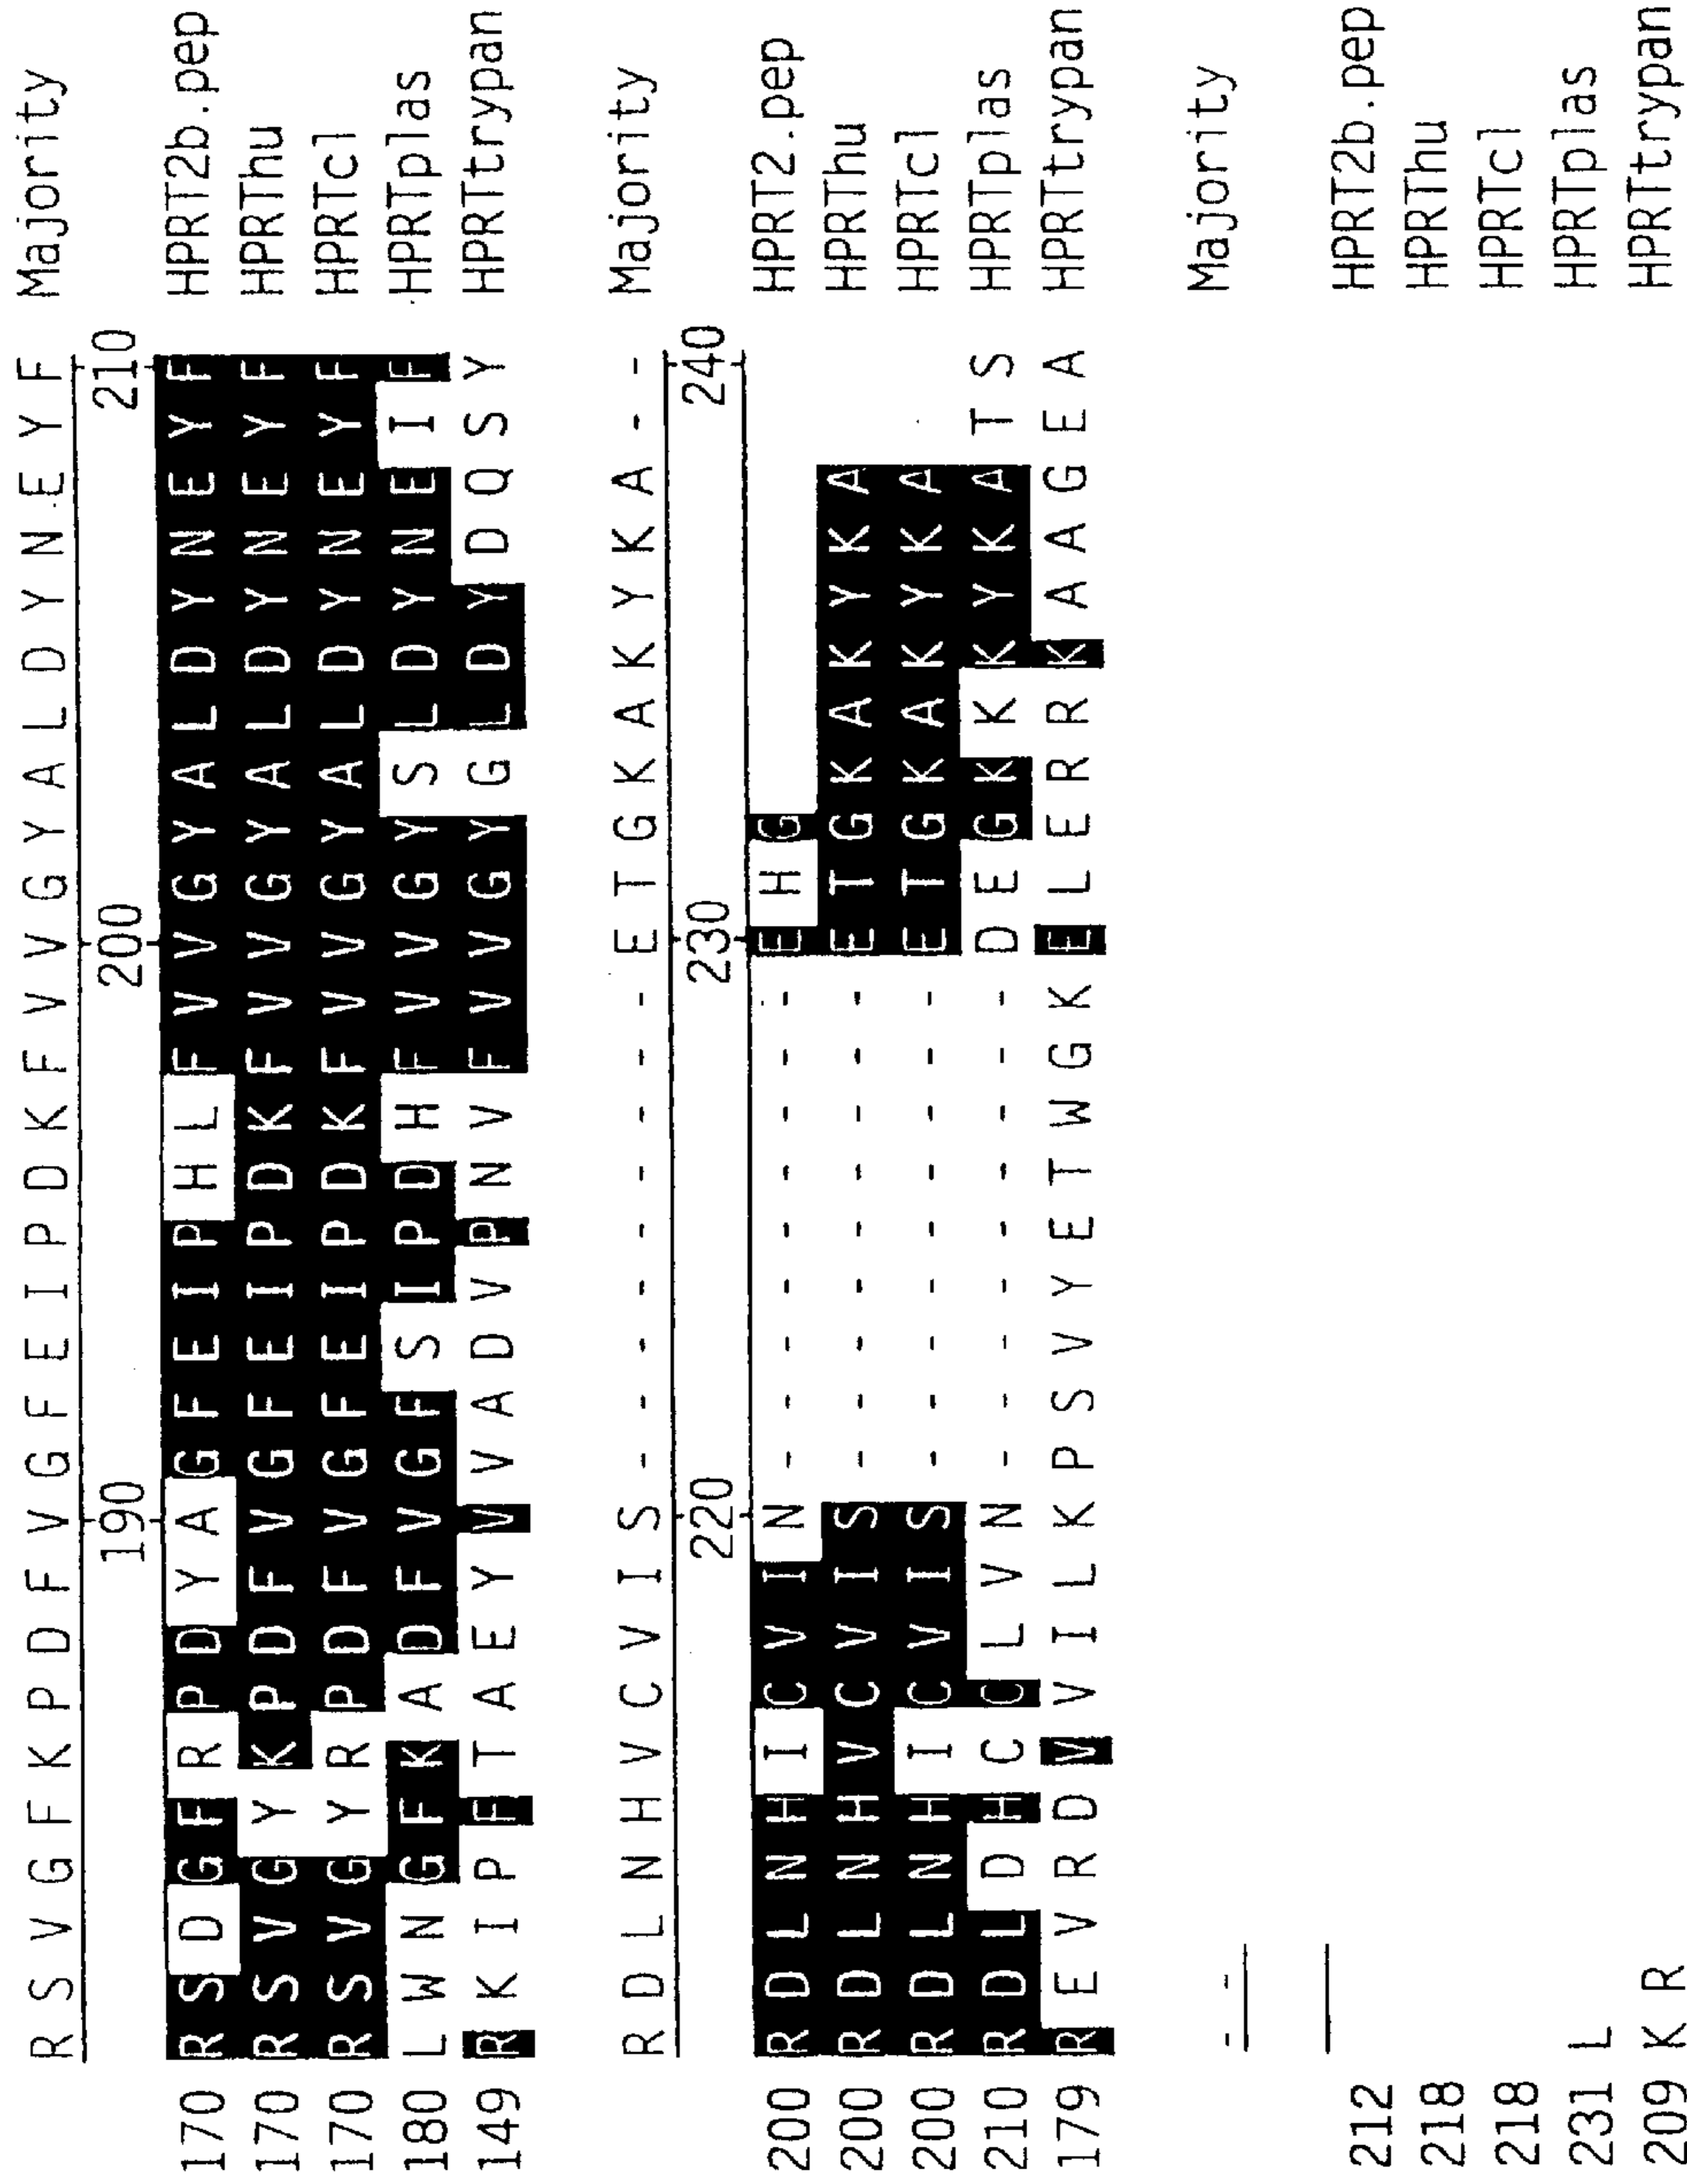 R S V G F K P D F V G F E I P D K F V V G Y A L D Y N E Y F Majority
190 200 210
170 R S D G F R P D Y A G F E I P H L F V V G Y A L D Y N E Y F HPRT2b.pep
170 R S V G Y K P D F V G F E I P D K F V V G Y A L D Y N E Y F HPRThu
170 R S V G Y R P D F V G F E I P D K F V V G Y A L D Y N E Y F HPRTcl
180 L W N G F K A D F V G F S I P D H F V V G Y S L D Y N E I F HPRTplas
149 R K I P F T A E Y V V A D V P N V F V V G Y G L D Y D Q S Y HPRTtrypan
R D L N H V C V I S - - - - - - - - - E T G K A K Y K A - - Majority
220 230 240
200 R D L N H I C V I N - - - - - - - - - E H G HPRT2.pep
200 R D L N H V C V I S - - - - - - - - - E T G K A K Y K A HPRThu
200 R D L N H I C V I S - - - - - - - - - E T G K A K Y K A HPRTcl
210 R D L D H C C L V N - - - - - - - - - D E G K K K Y K A T S HPRTplas
179 R E V R D V V I L K P S V Y E T W G K E L E R R K A A G E A HPRTtrypan
- - Majority
212 HPRT2b.pep
218 HPRThu
218 HPRTcl
231 L HPRTplas
209 K R HPRTtrypan